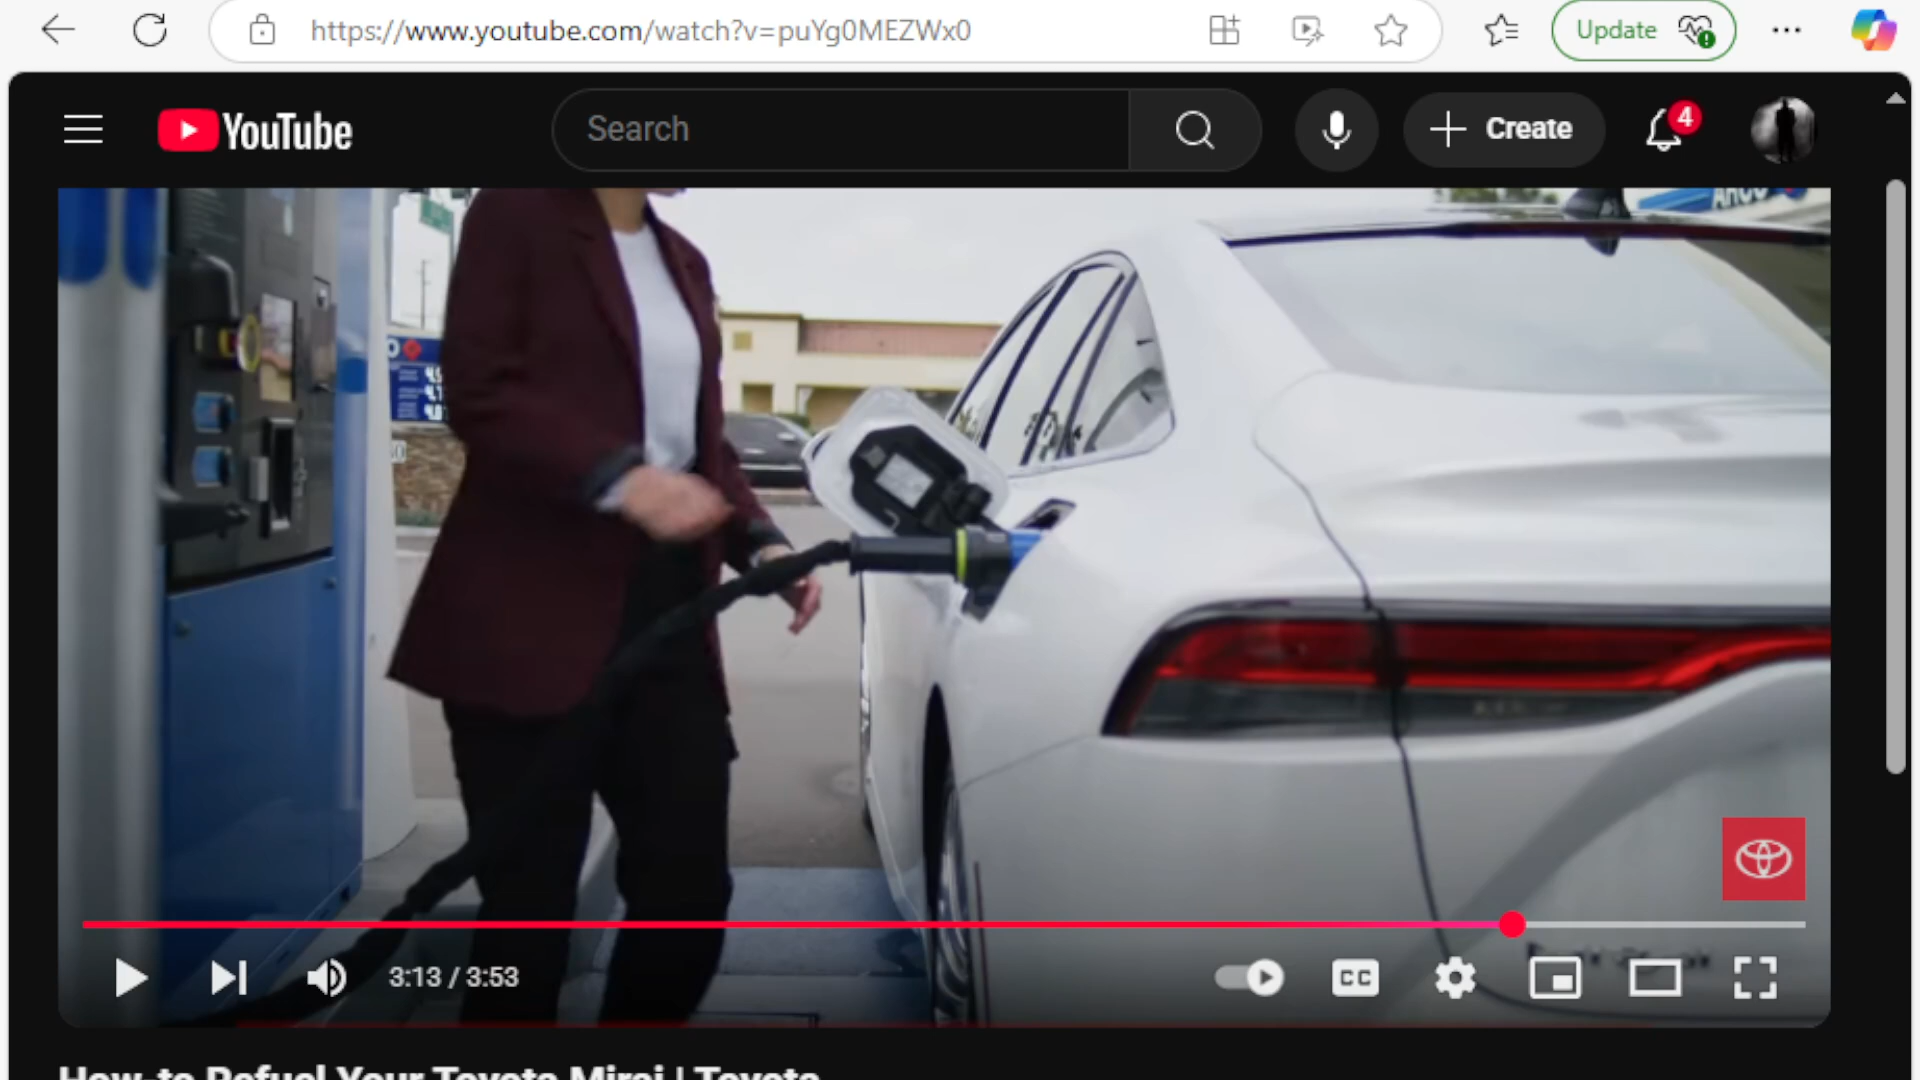 https://www.youtube.com/watch?v=puYg0MEZWx0
Update
YouTube
Search
Create
4
ARCO
3:13 / 3:53
CC
How-to Refuel Your Toyota Mirai | Toyota